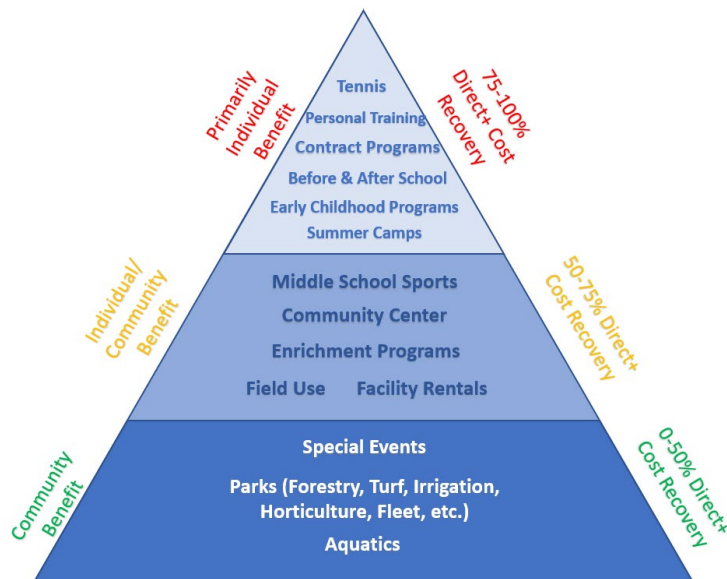 Primarily
Individual
Benefit
75-100%
Direct+ Cost
Recovery
Tennis
Personal Training
Contract Programs
Before & After School
Early Childhood Programs
Summer Camps
Individual/
Community
Benefit
50-75% Direct+
Cost Recovery
Middle School Sports
Community Center
Enrichment Programs
Field Use Facility Rentals
Community
Benefit
0-50% Direct+
Cost Recovery
Special Events
Parks (Forestry, Turf, Irrigation,
Horticulture, Fleet, etc.)
Aquatics